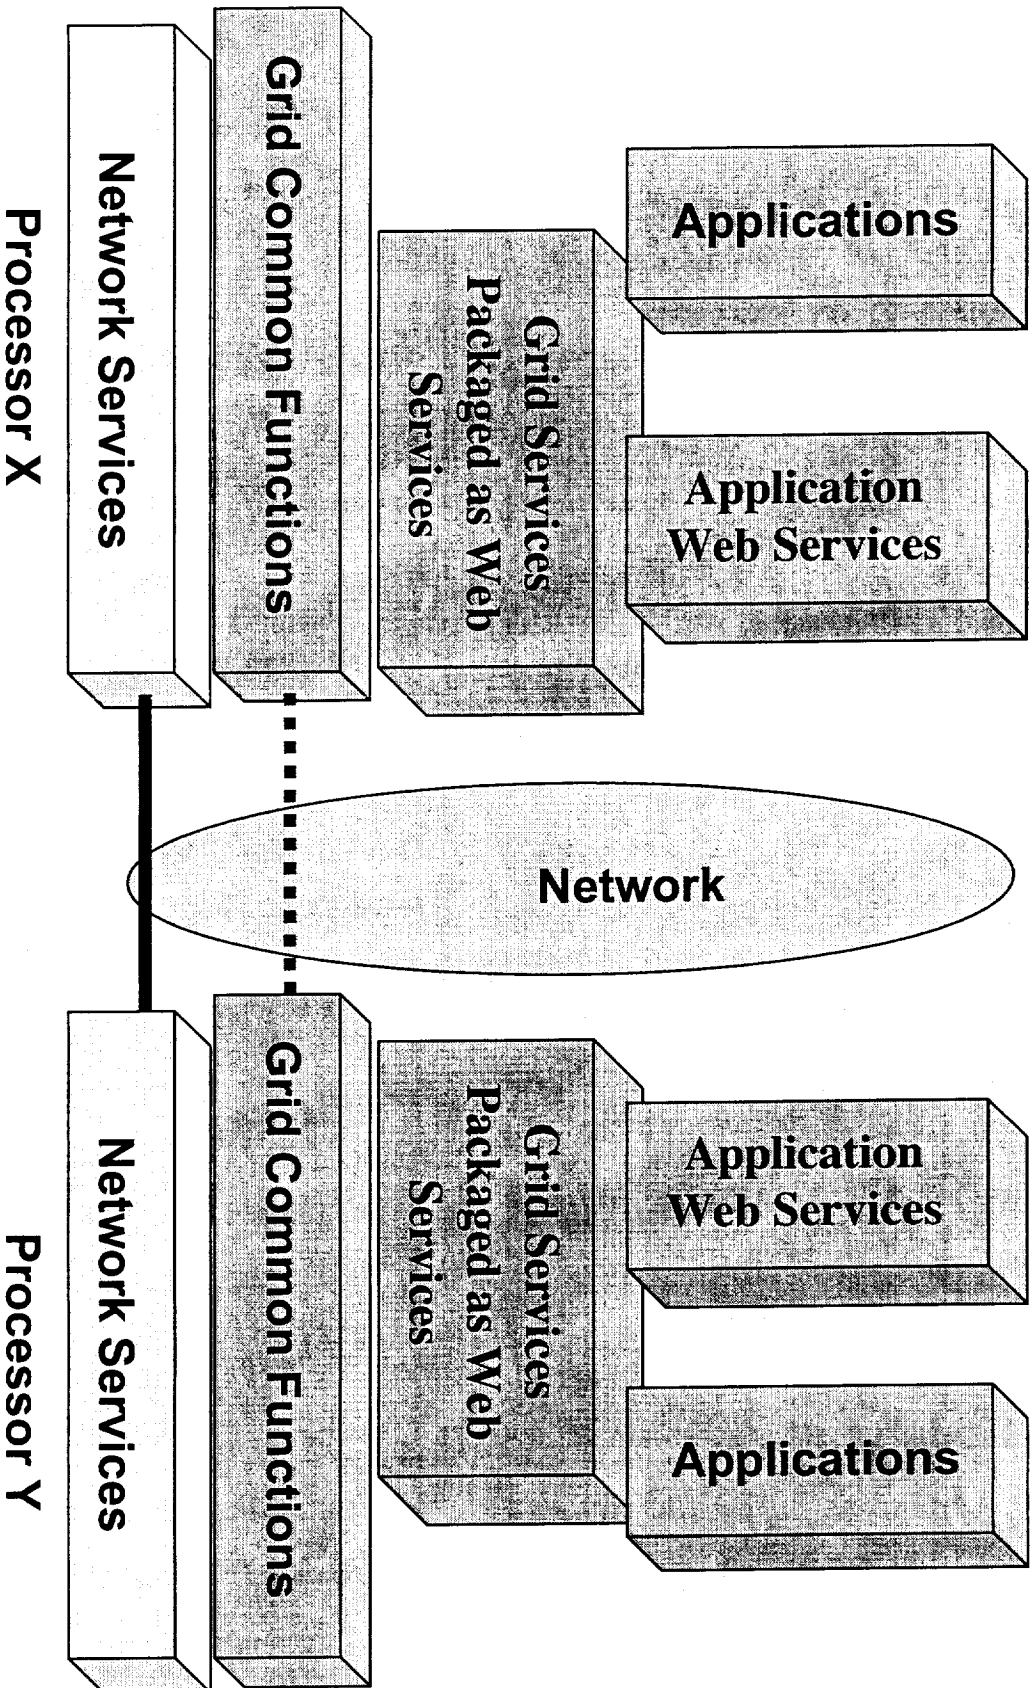 Applications
Application
Web Services
Grid Services
Packaged as Web
Services
Grid Common Functions
Network Services
Processor X
Network
Application
Web Services
Applications
Grid Services
Packaged as Web
Services
Grid Common Functions
Network Services
Processor Y